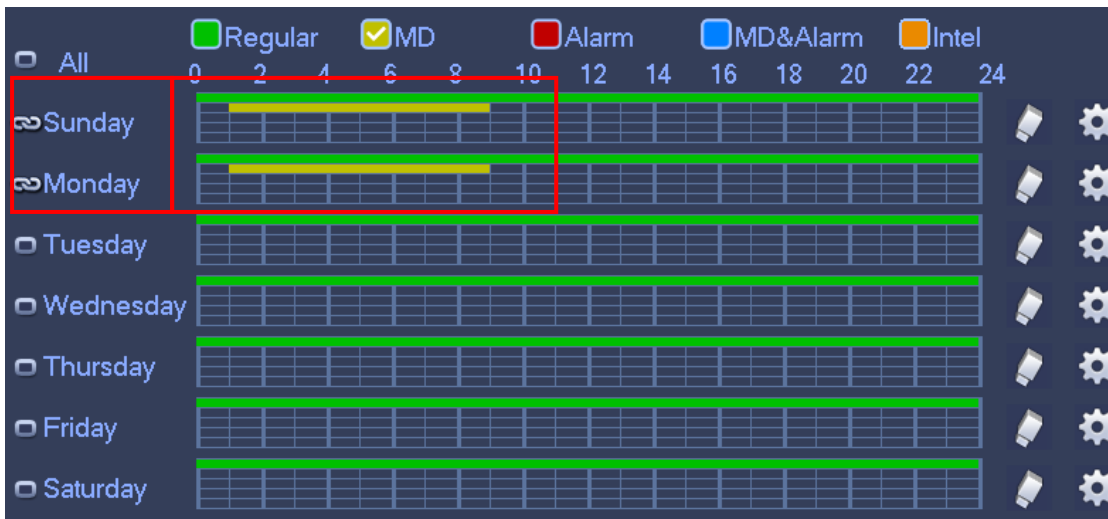 Regular MD Alarm MD&Alarm Intel
All
0 2 4 6 8 10 12 14 16 18 20 22 24
Sunday
Monday
Tuesday
Wednesday
Thursday
Friday
Saturday